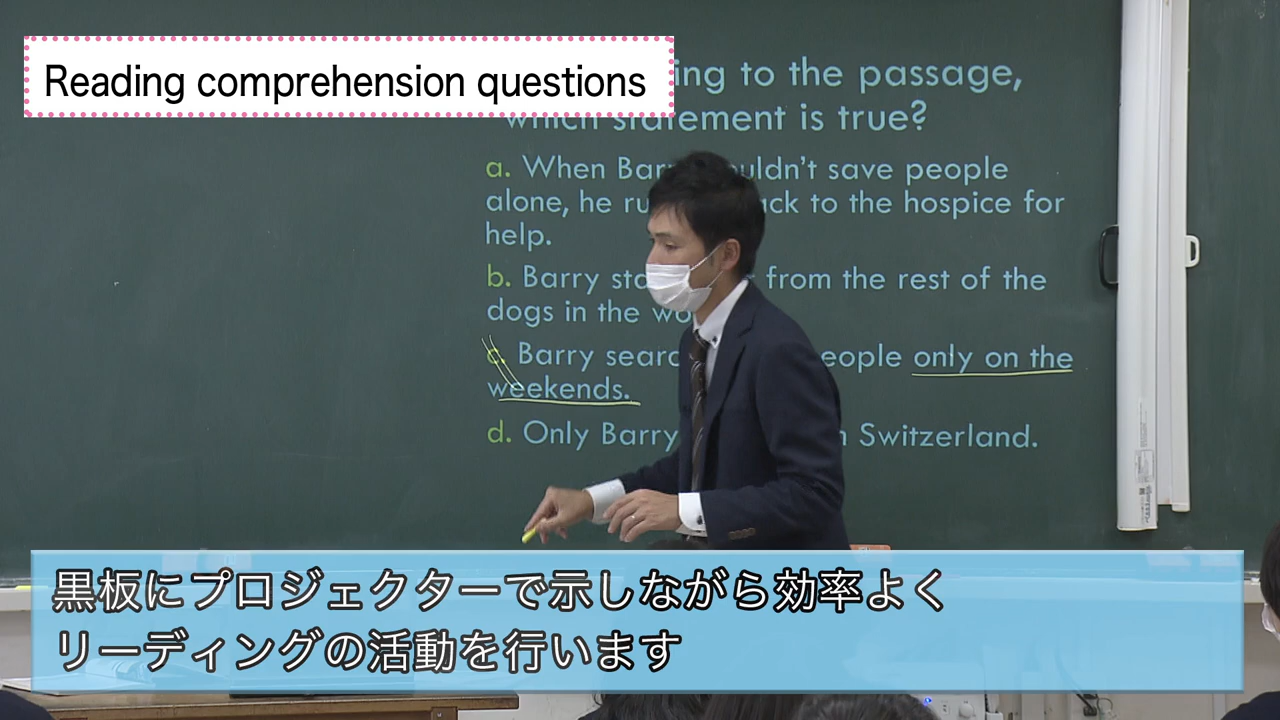 Reading comprehension questions
ing to the passage,
which statement is true?
a. When Barry couldn't save people
alone, he ru ack to the hospice for
help.
b. Barry sta from the rest of the
dogs in the wo
c. Barry searc eople only on the
weekends.
d. Only Barry n Switzerland.
黒板にプロジェクターで示しながら効率よく
リーディングの活動を行います